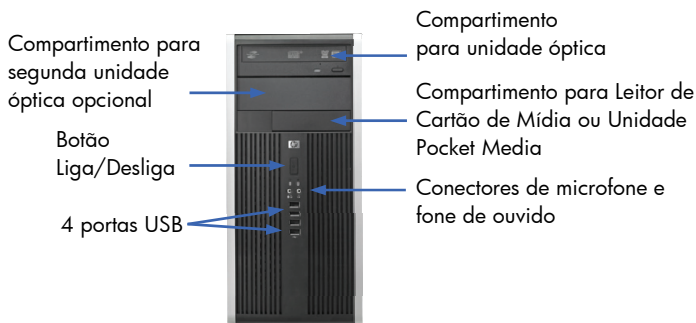 Compartimento para
segunda unidade
óptica opcional
Botão
Liga/Desliga
4 portas USB
Compartimento
para unidade óptica
Compartimento para Leitor de
Cartão de Mídia ou Unidade
Pocket Media
Conectores de microfone e
fone de ouvido